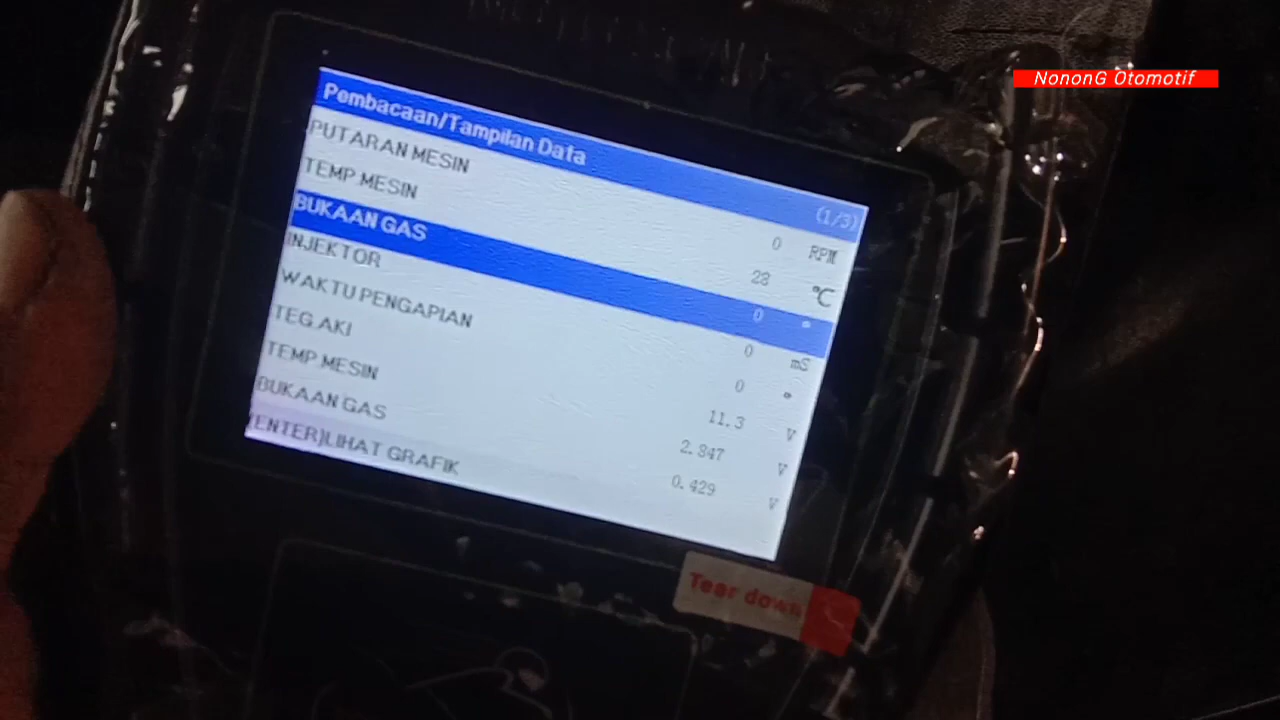 NononG Otomotif
Pembacaan/Tampilan Data (1/3)
PUTARAN MESIN 0 RPM
TEMP.MESIN 28 °C
BUKAAN GAS 0 °
INJEKTOR 0 mS
WAKTU PENGAPIAN 0 °
TEG.AKI 11.3 V
TEMP.MESIN 2.847 V
BUKAAN GAS 0.429 V
[ENTER]LIHAT GRAFIK
Tear down